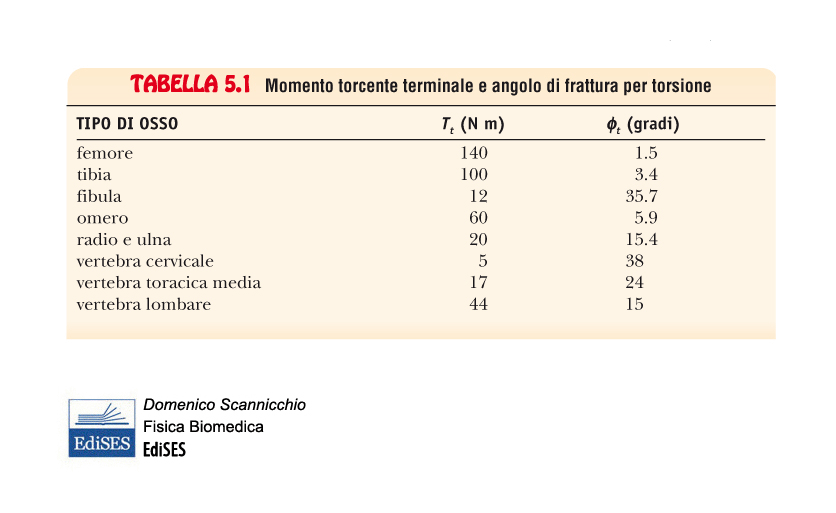 TABELLA 5.1 Momento torcente terminale e angolo di frattura per torsione
TIPO DI OSSO Tt (N m) ϕt (gradi)
femore 140 1.5
tibia 100 3.4
fibula 12 35.7
omero 60 5.9
radio e ulna 20 15.4
vertebra cervicale 5 38
vertebra toracica media 17 24
vertebra lombare 44 15
Domenico Scannicchio
Fisica Biomedica
EdiSES
EdiSES